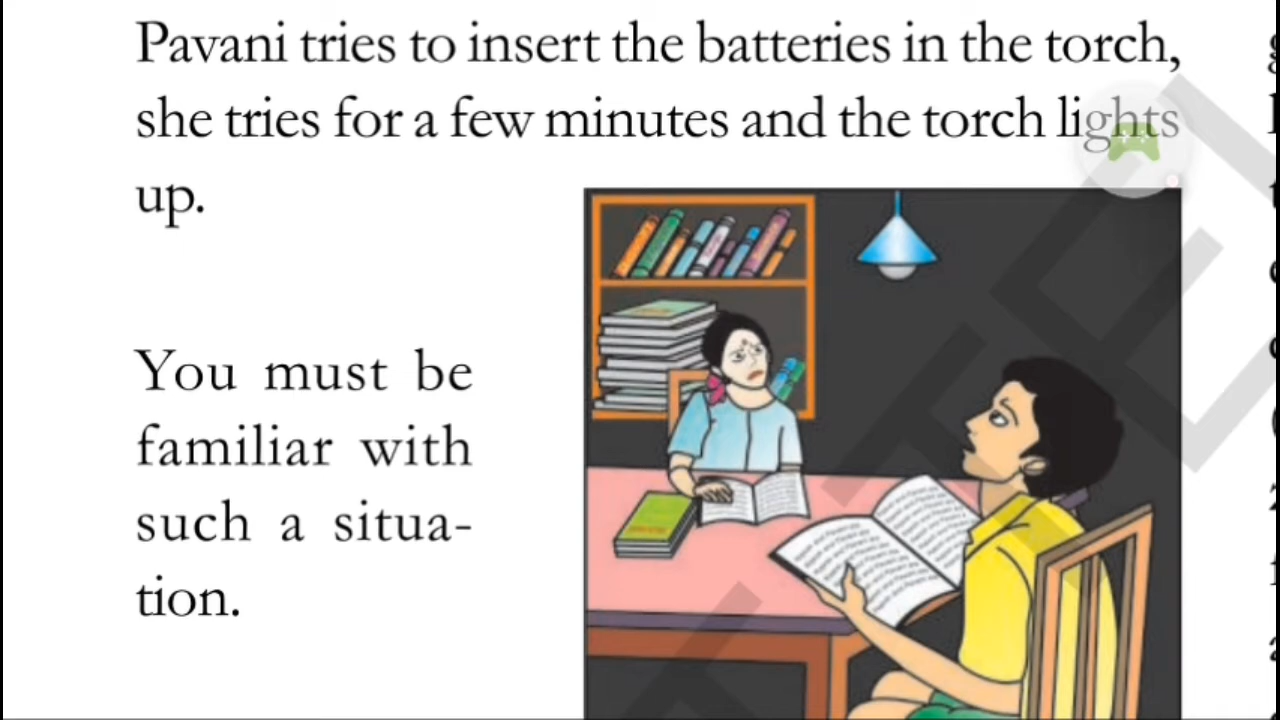 Pavani tries to insert the batteries in the torch,
she tries for a few minutes and the torch lights
up.
You must be
familiar with
such a situa-
tion.